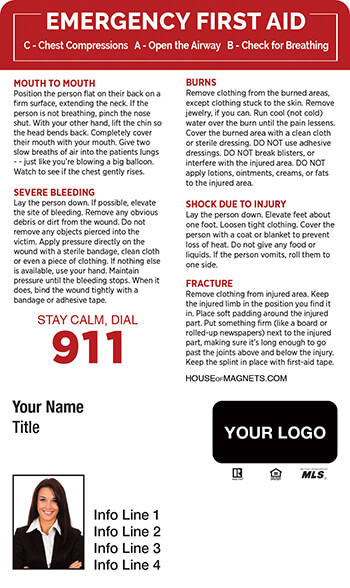 EMERGENCY FIRST AID
C - Chest Compressions   A - Open the Airway   B - Check for Breathing
MOUTH TO MOUTH
Position the person flat on their back on a
firm surface, extending the neck. If the
person is not breathing, pinch the nose
shut. With your other hand, lift the chin so
the head bends back. Completely cover
their mouth with your mouth. Give two
slow breaths of air into the patients lungs
- - just like you're blowing a big balloon.
Watch to see if the chest gently rises.
SEVERE BLEEDING
Lay the person down. If possible, elevate
the site of bleeding. Remove any obvious
debris or dirt from the wound. Do not
remove any objects pierced into the
victim. Apply pressure directly on the
wound with a sterile bandage, clean cloth
or even a piece of clothing. If nothing else
is available, use your hand. Maintain
pressure until the bleeding stops. When it
does, bind the wound tightly with a
bandage or adhesive tape.
STAY CALM, DIAL
911
BURNS
Remove clothing from the burned areas,
except clothing stuck to the skin. Remove
jewelry, if you can. Run cool (not cold)
water over the burn until the pain lessens.
Cover the burned area with a clean cloth
or sterile dressing. DO NOT use adhesive
dressings. DO NOT break blisters, or
interfere with the injured area. DO NOT
apply lotions, ointments, creams, or fats
to the injured area.
SHOCK DUE TO INJURY
Lay the person down. Elevate feet about
one foot. Loosen tight clothing. Cover the
person with a coat or blanket to prevent
loss of heat. Do not give any food or
liquids. If the person vomits, roll them to
one side.
FRACTURE
Remove clothing from injured area. Keep
the injured limb in the position you find it
in. Place soft padding around the injured
part. Put something firm (like a board or
rolled-up newspapers) next to the injured
part, making sure it's long enough to go
past the joints above and below the injury.
Keep the splint in place with first-aid tape.
HOUSEOFMAGNETS.COM
Your Name
Title
YOUR LOGO
MLS
Info Line 1
Info Line 2
Info Line 3
Info Line 4